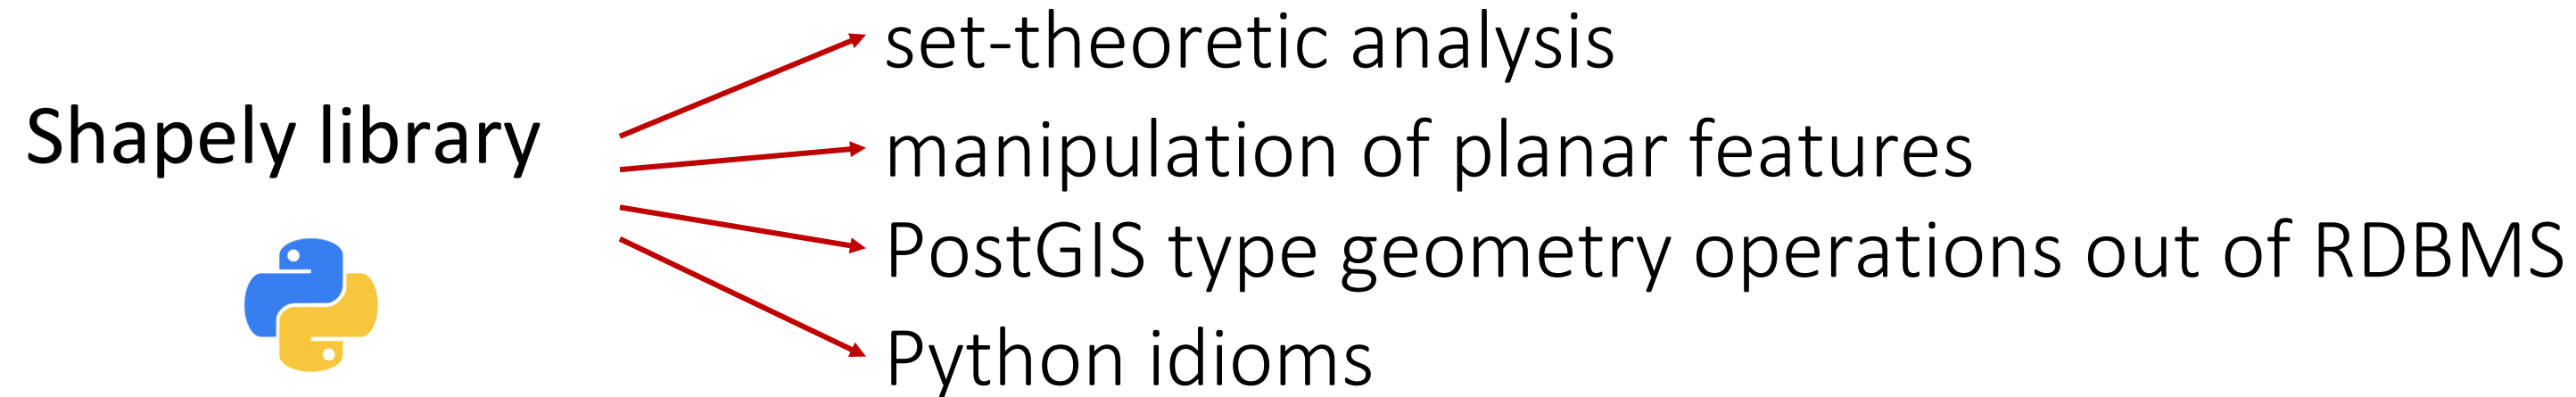 Shapely library
set-theoretic analysis
manipulation of planar features
PostGIS type geometry operations out of RDBMS
Python idioms